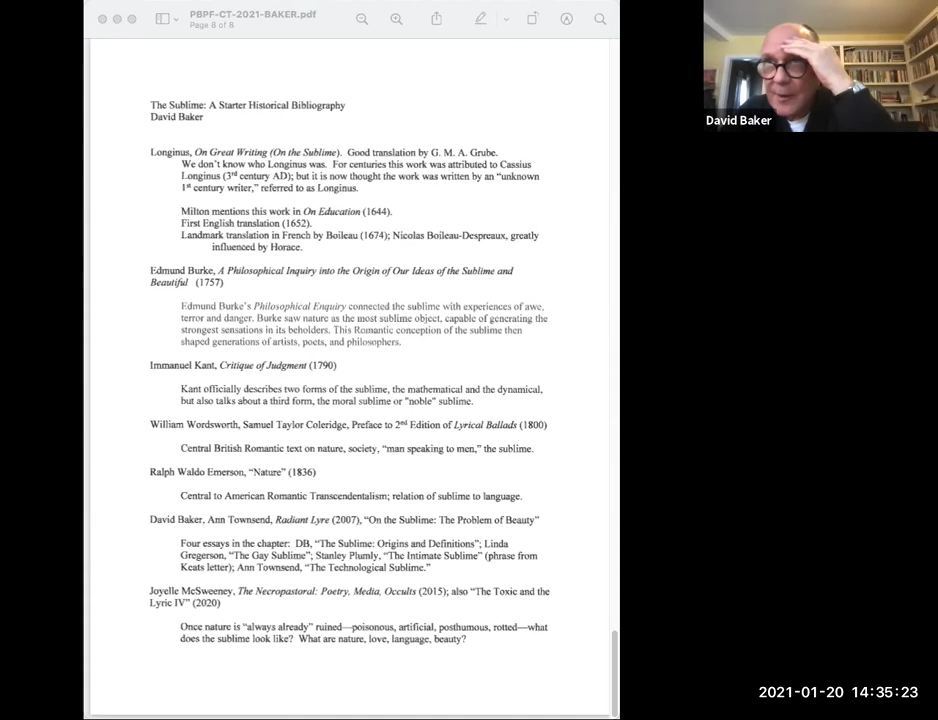 PBPF-CT-2021-BAKER.pdf
Page 8 of 8
The Sublime: A Starter Historical Bibliography
David Baker
Longinus, On Great Writing (On the Sublime). Good translation by G. M. A. Grube.
We don't know who Longinus was. For centuries this work was attributed to Cassius
Longinus (3rd century AD); but it is now thought the work was written by an "unknown
1st century writer," referred to as Longinus.
Milton mentions this work in On Education (1644).
First English translation (1652).
Landmark translation in French by Boileau (1674); Nicolas Boileau-Despreaux, greatly
influenced by Horace.
Edmund Burke, A Philosophical Inquiry into the Origin of Our Ideas of the Sublime and
Beautiful (1757)
Edmund Burke's Philosophical Enquiry connected the sublime with experiences of awe,
terror and danger. Burke saw nature as the most sublime object, capable of generating the
strongest sensations in its beholders. This Romantic conception of the sublime then
shaped generations of artists, poets, and philosophers.
Immanuel Kant, Critique of Judgment (1790)
Kant officially describes two forms of the sublime, the mathematical and the dynamical,
but also talks about a third form, the moral sublime or "noble" sublime.
William Wordsworth, Samuel Taylor Coleridge, Preface to 2nd Edition of Lyrical Ballads (1800)
Central British Romantic text on nature, society, "man speaking to men," the sublime.
Ralph Waldo Emerson, "Nature" (1836)
Central to American Romantic Transcendentalism; relation of sublime to language.
David Baker, Ann Townsend, Radiant Lyre (2007), "On the Sublime: The Problem of Beauty"
Four essays in the chapter: DB, "The Sublime: Origins and Definitions"; Linda
Gregerson, "The Gay Sublime"; Stanley Plumly, "The Intimate Sublime" (phrase from
Keats letter); Ann Townsend, "The Technological Sublime."
Joyelle McSweeney, The Necropastoral: Poetry, Media, Occults (2015); also "The Toxic and the
Lyric IV" (2020)
Once nature is "always already" ruined—poisonous, artificial, posthumous, rotted—what
does the sublime look like? What are nature, love, language, beauty?
David Baker
2021-01-20 14:35:23